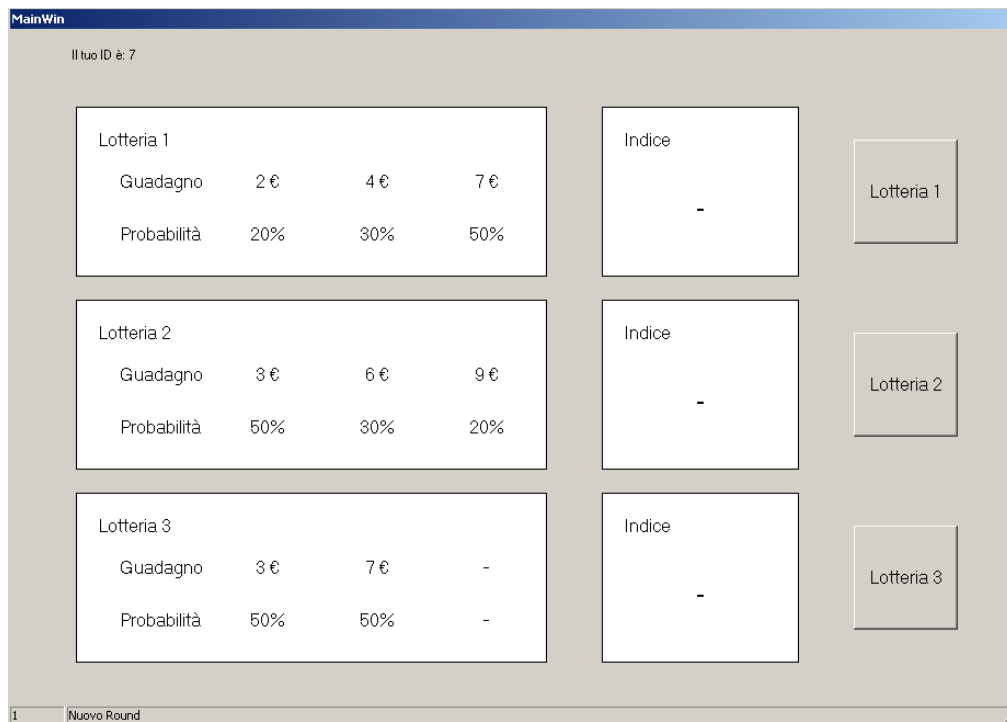 MainWin
Il tuo ID è: 7
Lotteria 1
Guadagno 2 € 4 € 7 €
Probabilità 20% 30% 50%
Indice
-
Lotteria 1
Lotteria 2
Guadagno 3 € 6 € 9 €
Probabilità 50% 30% 20%
Indice
-
Lotteria 2
Lotteria 3
Guadagno 3 € 7 € -
Probabilità 50% 50% -
Indice
-
Lotteria 3
1 Nuovo Round